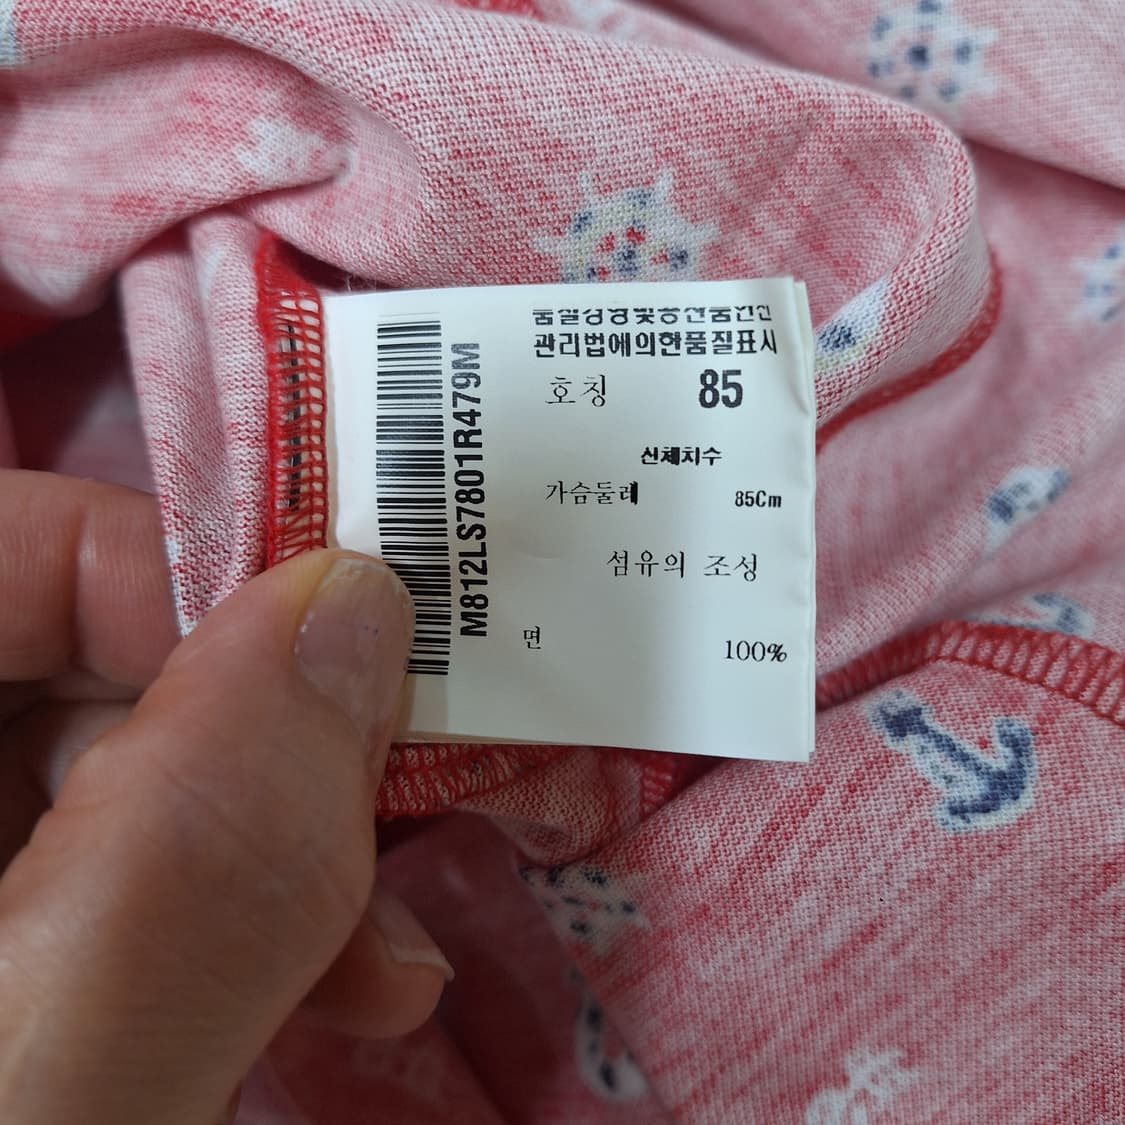 관리법에의한품질표시
호칭 85
신체치수
가슴둘레 85Cm
섬유의 조성
면 100%
M812LS7801R479M